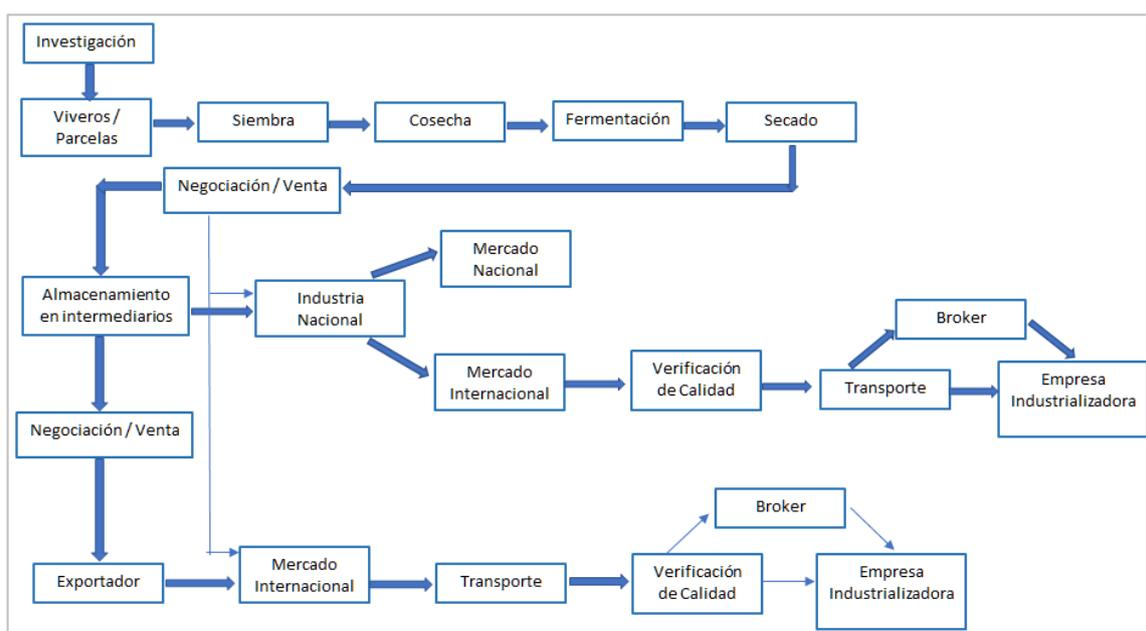 Investigación
Viveros /
Parcelas
Siembra
Cosecha
Fermentación
Secado
Negociación / Venta
Almacenamiento
en intermediarios
Industria
Nacional
Mercado
Nacional
Mercado
Internacional
Verificación
de Calidad
Transporte
Broker
Empresa
Industrializadora
Negociación / Venta
Exportador
Mercado
Internacional
Transporte
Verificación
de Calidad
Broker
Empresa
Industrializadora